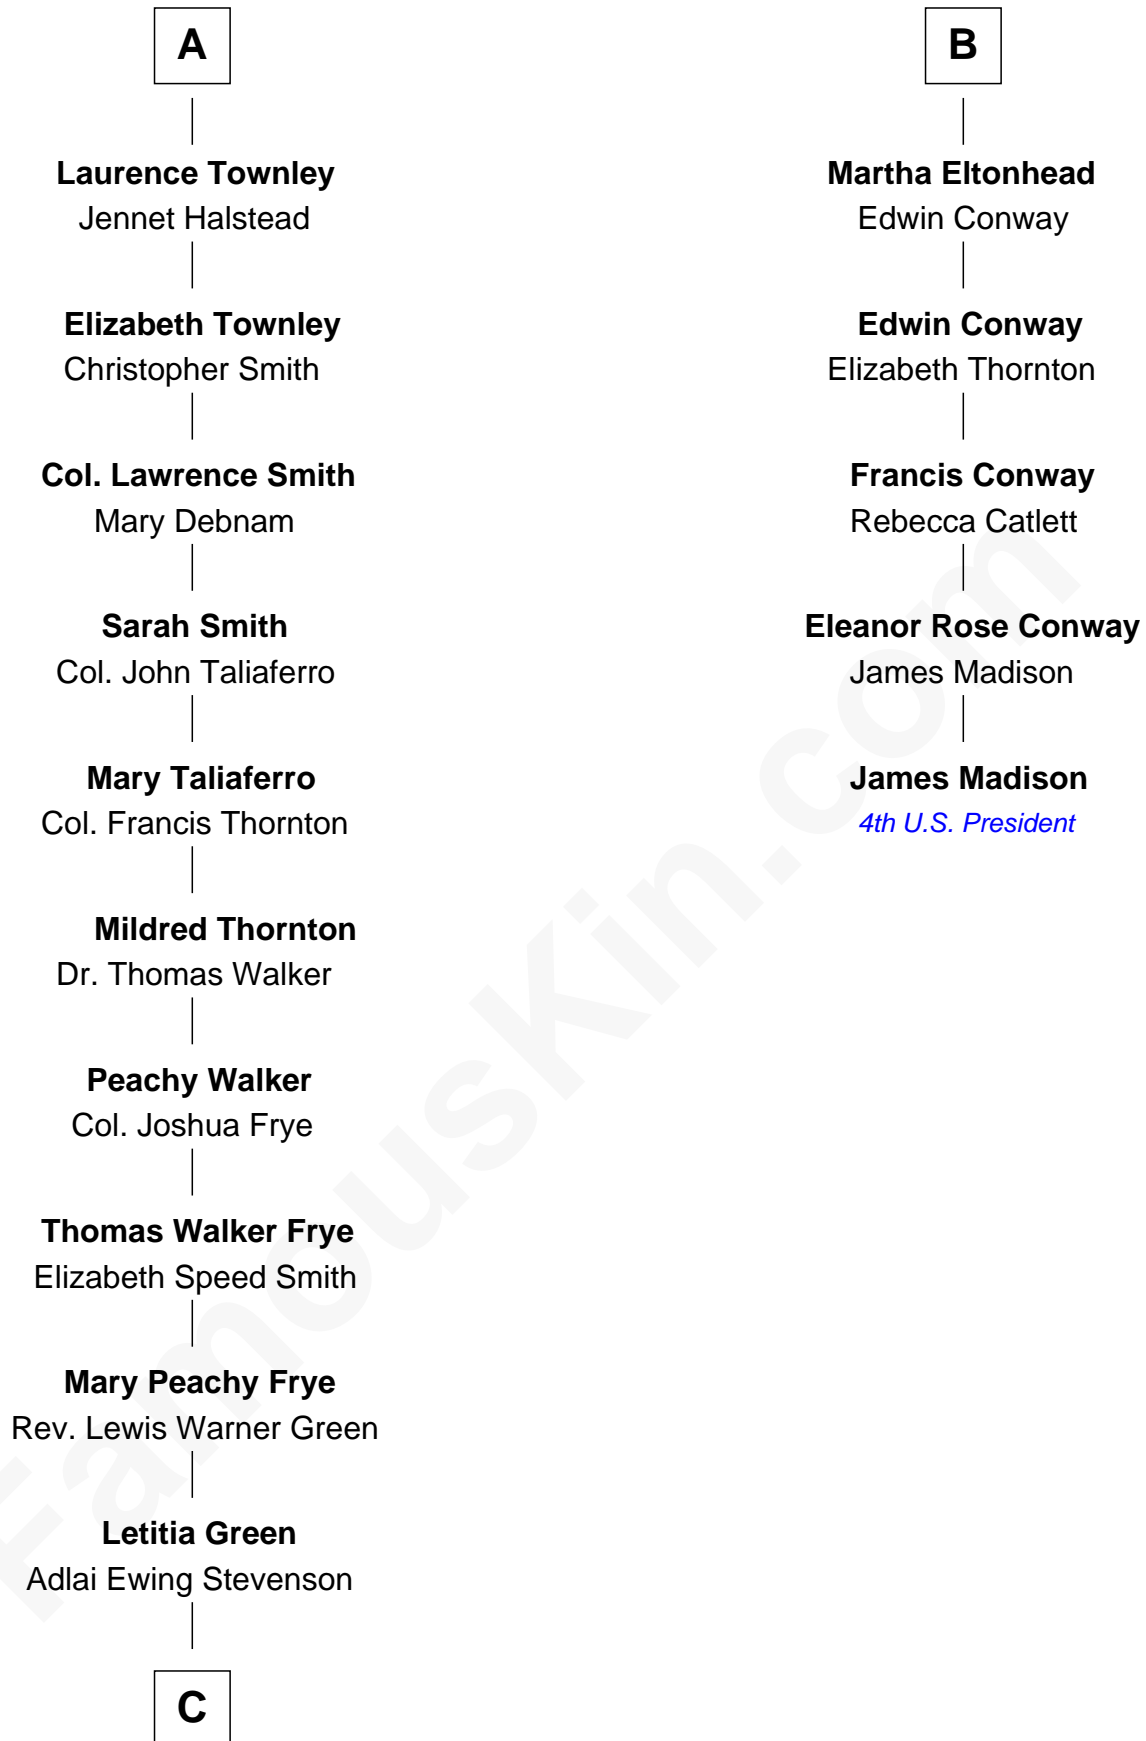 A
Laurence Townley
Jennet Halstead
Elizabeth Townley
Christopher Smith
Col. Lawrence Smith
Mary Debnam
Sarah Smith
Col. John Taliaferro
Mary Taliaferro
Col. Francis Thornton
Mildred Thornton
Dr. Thomas Walker
Peachy Walker
Col. Joshua Frye
Thomas Walker Frye
Elizabeth Speed Smith
Mary Peachy Frye
Rev. Lewis Warner Green
Letitia Green
Adlai Ewing Stevenson
C
B
Martha Eltonhead
Edwin Conway
Edwin Conway
Elizabeth Thornton
Francis Conway
Rebecca Catlett
Eleanor Rose Conway
James Madison
James Madison
4th U.S. President
FamousKin.com